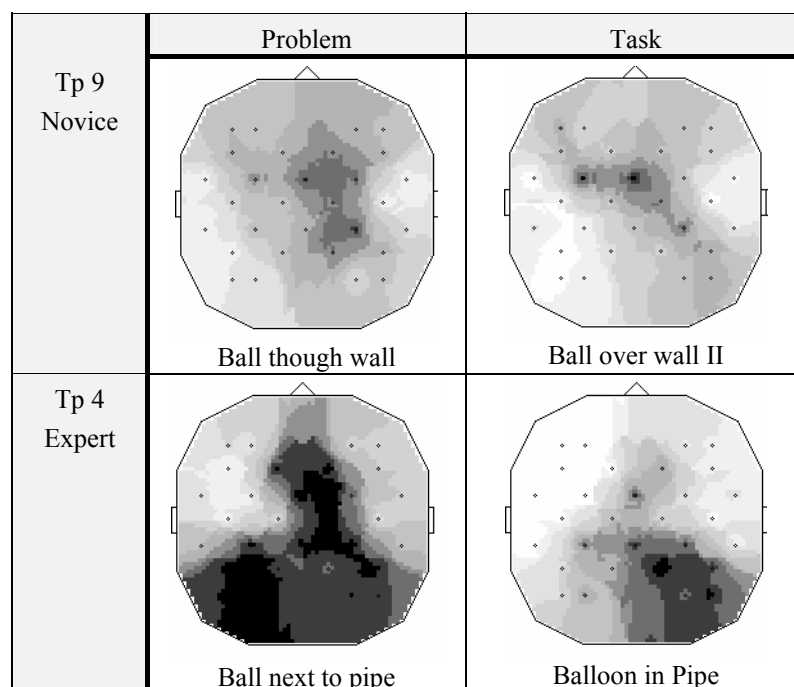 Problem
Task
Tp 9
Novice
Ball though wall
Ball over wall II
Tp 4
Expert
Ball next to pipe
Balloon in Pipe